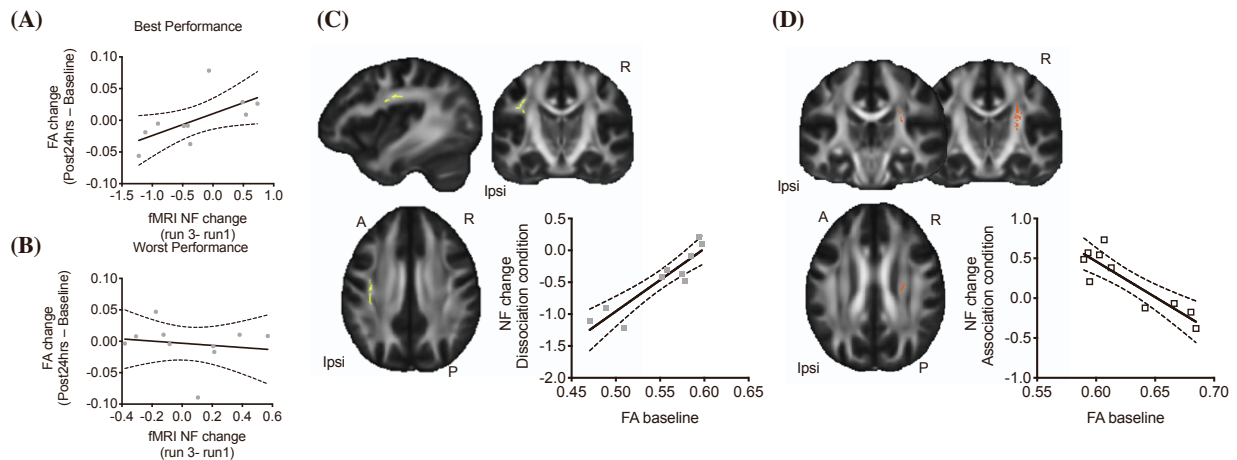 (A)
Best Performance
FA change
(Post24hrs – Baseline)
0.10
0.05
0.00
-0.05
-0.10
-1.5 -1.0 -0.5 0.0 0.5 1.0
fMRI NF change
(run 3- run1)
(B)
Worst Performance
FA change
(Post24hrs – Baseline)
0.10
0.05
0.00
-0.05
-0.10
-0.4 -0.2 0.0 0.2 0.4 0.6
fMRI NF change
(run 3- run1)
(C)
R
Ipsi
A
R
Ipsi
P
NF change
Dissociation condition
0.5
0.0
-0.5
-1.0
-1.5
-2.0
0.45 0.50 0.55 0.60 0.65
FA baseline
(D)
R
Ipsi
A
R
Ipsi
P
NF change
Association condition
1.0
0.5
0.0
-0.5
-1.0
0.55 0.60 0.65 0.70
FA baseline